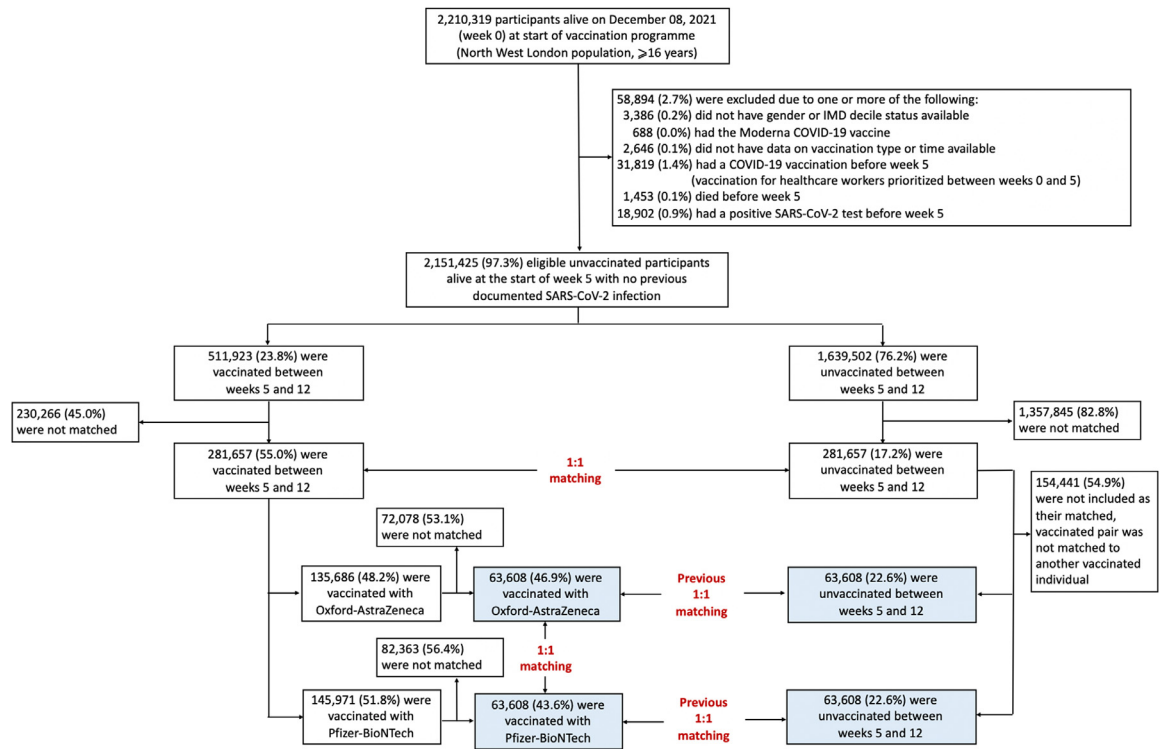 2,210,319 participants alive on December 08, 2021
(week 0) at start of vaccination programme
(North West London population, ⩾16 years)
58,894 (2.7%) were excluded due to one or more of the following:
3,386 (0.2%) did not have gender or IMD decile status available
688 (0.0%) had the Moderna COVID-19 vaccine
2,646 (0.1%) did not have data on vaccination type or time available
31,819 (1.4%) had a COVID-19 vaccination before week 5
(vaccination for healthcare workers prioritized between weeks 0 and 5)
1,453 (0.1%) died before week 5
18,902 (0.9%) had a positive SARS-CoV-2 test before week 5
2,151,425 (97.3%) eligible unvaccinated participants
alive at the start of week 5 with no previous
documented SARS-CoV-2 infection
511,923 (23.8%) were
vaccinated between
weeks 5 and 12
1,639,502 (76.2%) were
unvaccinated between
weeks 5 and 12
230,266 (45.0%)
were not matched
1,357,845 (82.8%)
were not matched
281,657 (55.0%) were
vaccinated between
weeks 5 and 12
1:1
matching
281,657 (17.2%) were
unvaccinated between
weeks 5 and 12
154,441 (54.9%)
were not included as
their matched,
vaccinated pair was
not matched to
another vaccinated
individual
72,078 (53.1%)
were not matched
135,686 (48.2%) were
vaccinated with
Oxford-AstraZeneca
63,608 (46.9%) were
vaccinated with
Oxford-AstraZeneca
Previous
1:1
matching
63,608 (22.6%) were
unvaccinated between
weeks 5 and 12
82,363 (56.4%)
were not matched
1:1
matching
145,971 (51.8%) were
vaccinated with
Pfizer-BioNTech
63,608 (43.6%) were
vaccinated with
Pfizer-BioNTech
Previous
1:1
matching
63,608 (22.6%) were
unvaccinated between
weeks 5 and 12